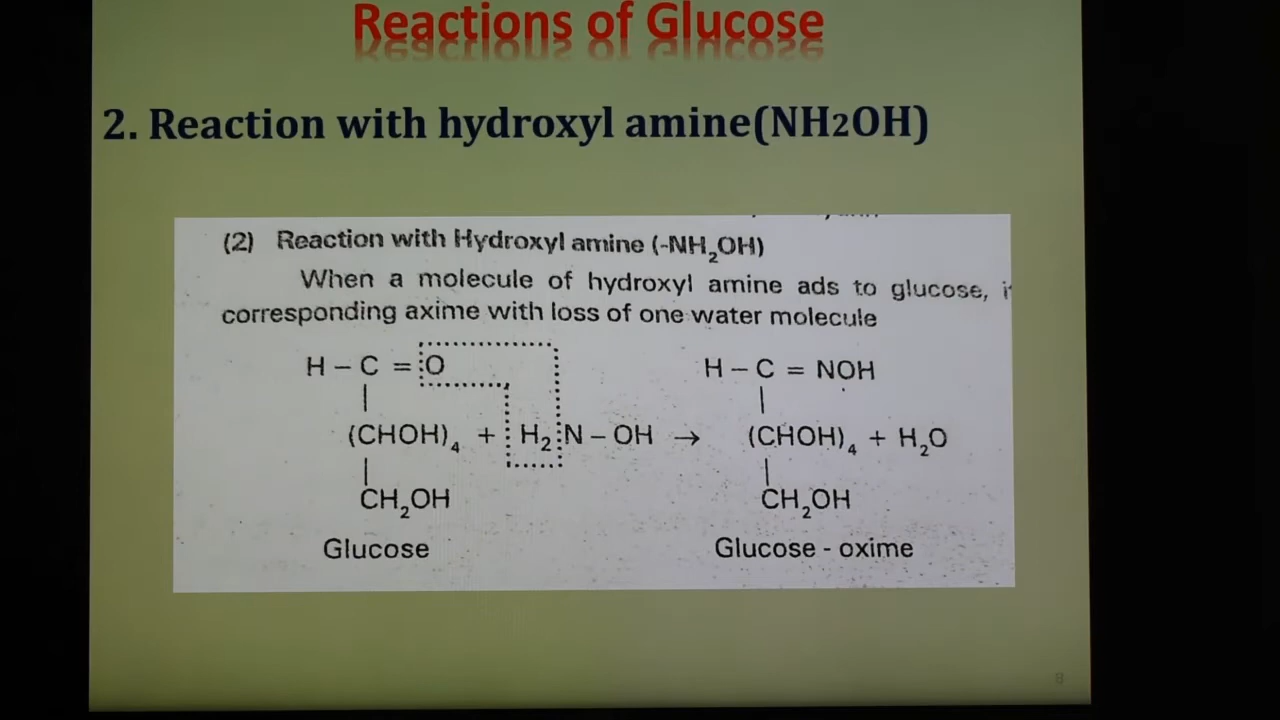 Reactions of Glucose
2. Reaction with hydroxyl amine(NH2OH)
(2) Reaction with Hydroxyl amine (-NH₂OH)
When a molecule of hydroxyl amine ads to glucose,
corresponding axime with loss of one water molecule
H – C = O H – C = NOH
|  |
(CHOH)₄ + H₂ N – OH → (CHOH)₄ + H₂O
|  |
CH₂OH CH₂OH
Glucose Glucose - oxime
8